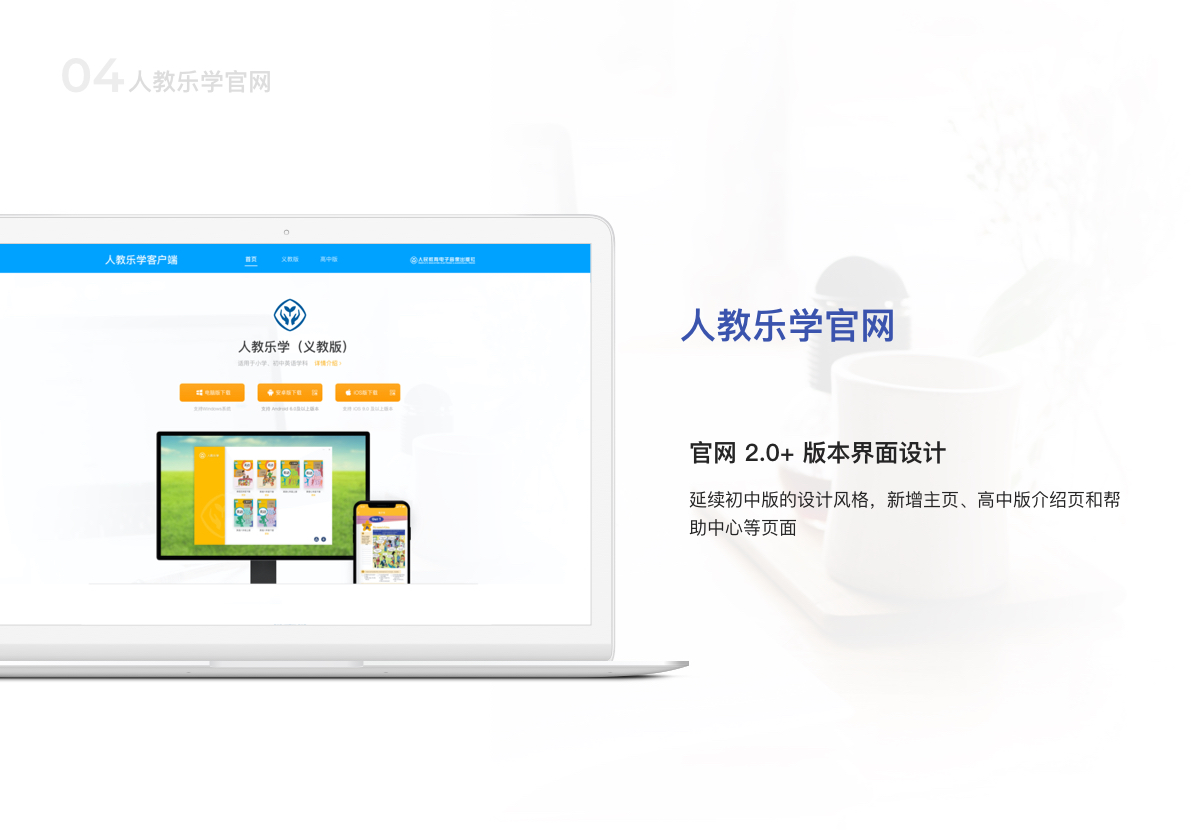 04 人教乐学官网
人教乐学客户端 首页 义教版 高中版 人民教育电子音像出版社
人教乐学（义教版）
适用于小学、初中英语学科 详情介绍 >
电脑版下载 安卓版下载 iOS版下载
支持Windows系统 支持 Android 6.0及以上版本 支持 iOS 9.0 及以上版本
人教乐学官网
官网 2.0+ 版本界面设计
延续初中版的设计风格，新增主页、高中版介绍页和帮
助中心等页面